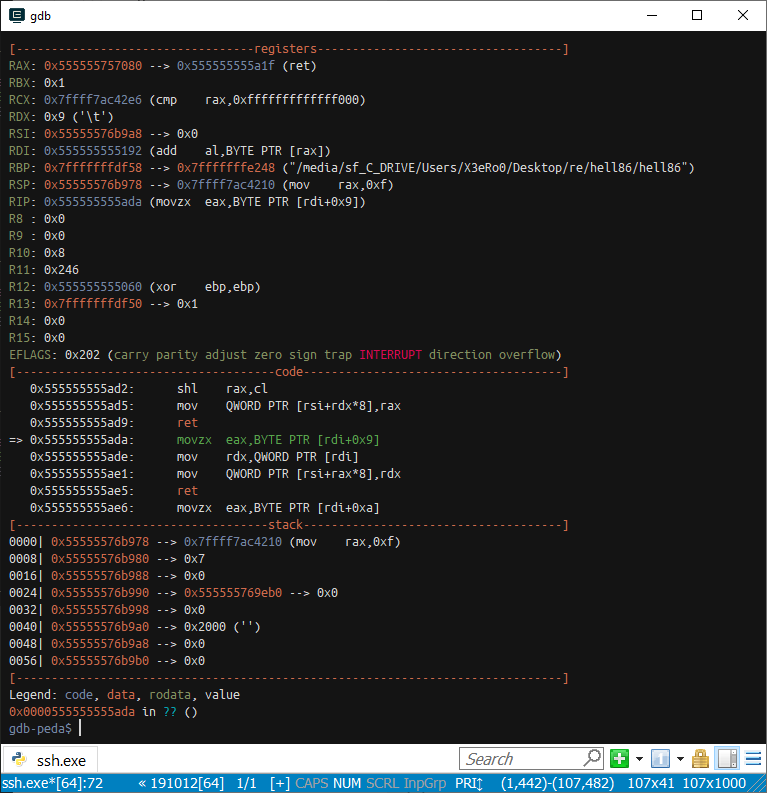 gdb
[----------------------------------registers-----------------------------------]
RAX: 0x555555757080 --> 0x555555555a1f (ret)
RBX: 0x1
RCX: 0x7ffff7ac42e6 (cmp    rax,0xfffffffffffff000)
RDX: 0x9 ('\t')
RSI: 0x55555576b9a8 --> 0x0
RDI: 0x555555555192 (add    al,BYTE PTR [rax])
RBP: 0x7fffffffdf58 --> 0x7fffffffe248 ("/media/sf_C_DRIVE/Users/X3eRo0/Desktop/re/hell86/hell86")
RSP: 0x55555576b978 --> 0x7ffff7ac4210 (mov    rax,0xf)
RIP: 0x555555555ada (movzx  eax,BYTE PTR [rdi+0x9])
R8 : 0x0
R9 : 0x0
R10: 0x8
R11: 0x246
R12: 0x555555555060 (xor    ebp,ebp)
R13: 0x7fffffffdf50 --> 0x1
R14: 0x0
R15: 0x0
EFLAGS: 0x202 (carry parity adjust zero sign trap INTERRUPT direction overflow)
[-------------------------------------code-------------------------------------]
   0x555555555ad2:      shl    rax,cl
   0x555555555ad5:      mov    QWORD PTR [rsi+rdx*8],rax
   0x555555555ad9:      ret
=> 0x555555555ada:      movzx  eax,BYTE PTR [rdi+0x9]
   0x555555555ade:      mov    rdx,QWORD PTR [rdi]
   0x555555555ae1:      mov    QWORD PTR [rsi+rax*8],rdx
   0x555555555ae5:      ret
   0x555555555ae6:      movzx  eax,BYTE PTR [rdi+0xa]
[------------------------------------stack-------------------------------------]
0000| 0x55555576b978 --> 0x7ffff7ac4210 (mov    rax,0xf)
0008| 0x55555576b980 --> 0x7
0016| 0x55555576b988 --> 0x0
0024| 0x55555576b990 --> 0x555555769eb0 --> 0x0
0032| 0x55555576b998 --> 0x0
0040| 0x55555576b9a0 --> 0x2000 ('')
0048| 0x55555576b9a8 --> 0x0
0056| 0x55555576b9b0 --> 0x0
[------------------------------------------------------------------------------]
Legend: code, data, rodata, value
0x0000555555555ada in ?? ()
gdb-peda$
ssh.exe Search 1
ssh.exe*[64]:72 « 191012[64] 1/1 [+] CAPS NUM SCRL InpGrp PRI↕ (1,442)-(107,482) 107x41 107x1000